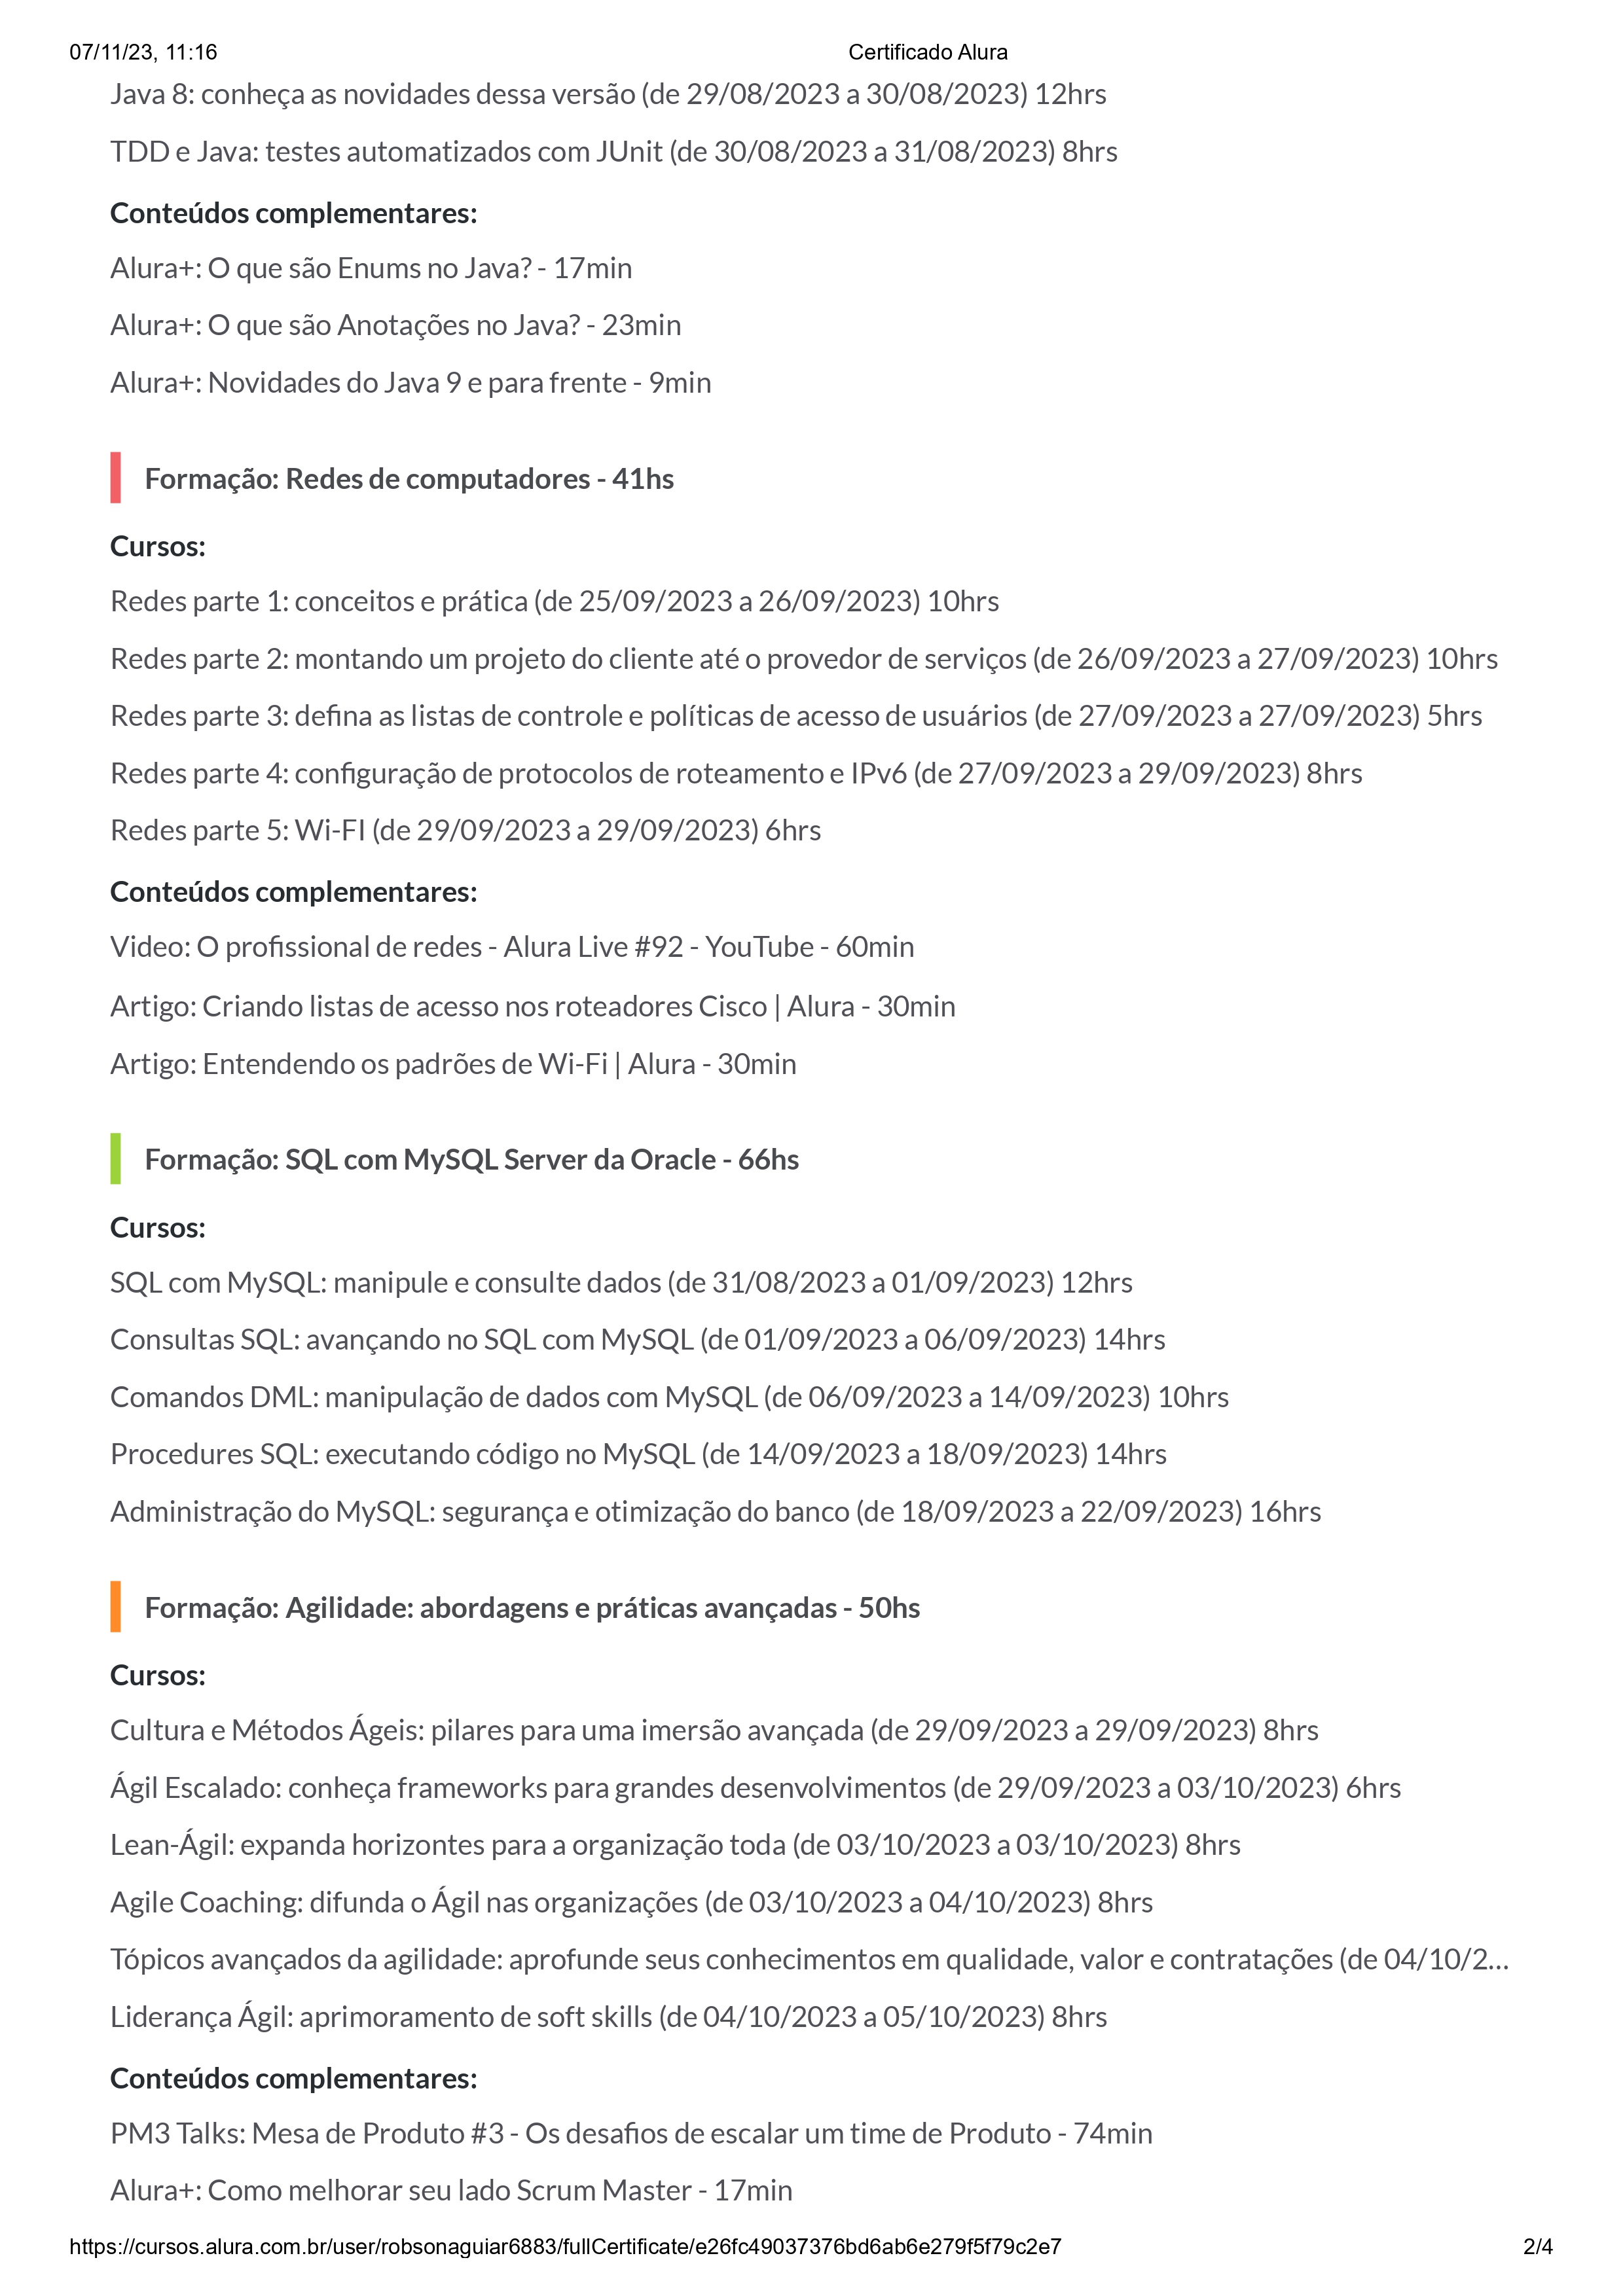 07/11/23, 11:16 Certificado Alura
Java 8: conheça as novidades dessa versão (de 29/08/2023 a 30/08/2023) 12hrs
TDD e Java: testes automatizados com JUnit (de 30/08/2023 a 31/08/2023) 8hrs
Conteúdos complementares:
Alura+: O que são Enums no Java? - 17min
Alura+: O que são Anotações no Java? - 23min
Alura+: Novidades do Java 9 e para frente - 9min
Formação: Redes de computadores - 41hs
Cursos:
Redes parte 1: conceitos e prática (de 25/09/2023 a 26/09/2023) 10hrs
Redes parte 2: montando um projeto do cliente até o provedor de serviços (de 26/09/2023 a 27/09/2023) 10hrs
Redes parte 3: defina as listas de controle e políticas de acesso de usuários (de 27/09/2023 a 27/09/2023) 5hrs
Redes parte 4: configuração de protocolos de roteamento e IPv6 (de 27/09/2023 a 29/09/2023) 8hrs
Redes parte 5: Wi-FI (de 29/09/2023 a 29/09/2023) 6hrs
Conteúdos complementares:
Video: O profissional de redes - Alura Live #92 - YouTube - 60min
Artigo: Criando listas de acesso nos roteadores Cisco | Alura - 30min
Artigo: Entendendo os padrões de Wi-Fi | Alura - 30min
Formação: SQL com MySQL Server da Oracle - 66hs
Cursos:
SQL com MySQL: manipule e consulte dados (de 31/08/2023 a 01/09/2023) 12hrs
Consultas SQL: avançando no SQL com MySQL (de 01/09/2023 a 06/09/2023) 14hrs
Comandos DML: manipulação de dados com MySQL (de 06/09/2023 a 14/09/2023) 10hrs
Procedures SQL: executando código no MySQL (de 14/09/2023 a 18/09/2023) 14hrs
Administração do MySQL: segurança e otimização do banco (de 18/09/2023 a 22/09/2023) 16hrs
Formação: Agilidade: abordagens e práticas avançadas - 50hs
Cursos:
Cultura e Métodos Ágeis: pilares para uma imersão avançada (de 29/09/2023 a 29/09/2023) 8hrs
Ágil Escalado: conheça frameworks para grandes desenvolvimentos (de 29/09/2023 a 03/10/2023) 6hrs
Lean-Ágil: expanda horizontes para a organização toda (de 03/10/2023 a 03/10/2023) 8hrs
Agile Coaching: difunda o Ágil nas organizações (de 03/10/2023 a 04/10/2023) 8hrs
Tópicos avançados da agilidade: aprofunde seus conhecimentos em qualidade, valor e contratações (de 04/10/2...
Liderança Ágil: aprimoramento de soft skills (de 04/10/2023 a 05/10/2023) 8hrs
Conteúdos complementares:
PM3 Talks: Mesa de Produto #3 - Os desafios de escalar um time de Produto - 74min
Alura+: Como melhorar seu lado Scrum Master - 17min
https://cursos.alura.com.br/user/robsonaguiar6883/fullCertificate/e26fc49037376bd6ab6e279f5f79c2e7 2/4